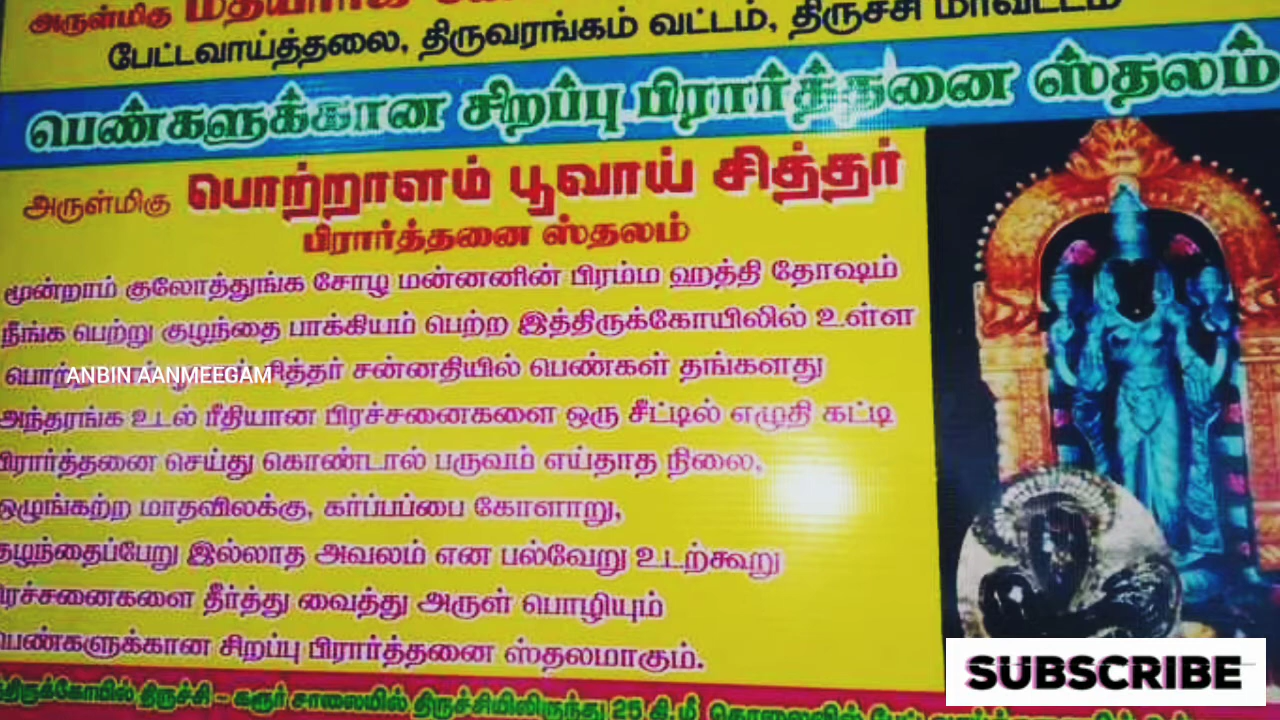 அருள்மிகு
பேட்டவாய்த்தலை, திருவரங்கம் வட்டம், திருச்சி மாவட்டம்
பெண்களுக்கான சிறப்பு பிரார்த்தனை ஸ்தலம்
அருள்மிகு பொற்றாளம் பூவாய் சித்தர்
பிரார்த்தனை ஸ்தலம்
மூன்றாம் குலோத்துங்க சோழ மன்னனின் பிரம்ம ஹத்தி தோஷம்
நீங்க பெற்று குழந்தை பாக்கியம் பெற்ற இத்திருக்கோயிலில் உள்ள
சன்னதியில் பெண்கள் தங்களது
ANBIN AANMEEGAM
அந்தரங்க உடல் ரீதியான பிரச்சனைகளை ஒரு சீட்டில் எழுதி கட்டி
பிரார்த்தனை செய்து கொண்டால் பருவம் எய்தாத நிலை,
ஒழுங்கற்ற மாதவிலக்கு, கர்ப்பப்பை கோளாறு,
குழந்தைப்பேறு இல்லாத அவலம் என பல்வேறு உடற்கூறு
பிரச்சனைகளை தீர்த்து வைத்து அருள் பொழியும்
பெண்களுக்கான சிறப்பு பிரார்த்தனை ஸ்தலமாகும்.
திருச்சி - கரூர் சாலையில் திருச்சியிலிருந்து 25 கி.மீ. தொலைவில்
SUBSCRIBE